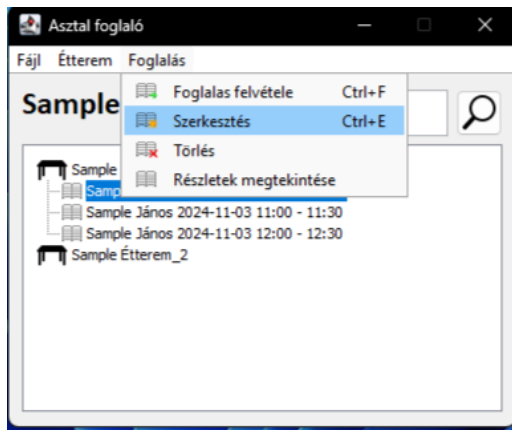 Asztal foglaló
Fájl Étterem Foglalás
Sample
Foglalas felvétele Ctrl+F
Szerkesztés Ctrl+E
Törlés
Részletek megtekintése
Sample
Samp
Sample János 2024-11-03 11:00 - 11:30
Sample János 2024-11-03 12:00 - 12:30
Sample Étterem_2